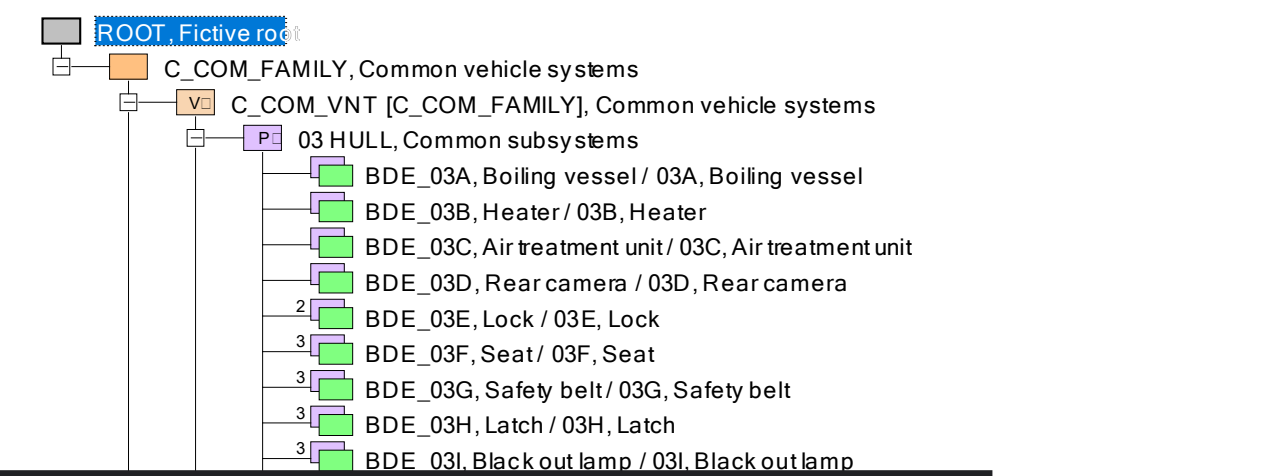 ROOT, Fictive root
C_COM_FAMILY, Common vehicle systems
V C_COM_VNT [C_COM_FAMILY], Common vehicle systems
P 03 HULL, Common subsystems
BDE_03A, Boiling vessel / 03A, Boiling vessel
BDE_03B, Heater / 03B, Heater
BDE_03C, Air treatment unit / 03C, Air treatment unit
BDE_03D, Rear camera / 03D, Rear camera
2 BDE_03E, Lock / 03E, Lock
3 BDE_03F, Seat / 03F, Seat
3 BDE_03G, Safety belt / 03G, Safety belt
3 BDE_03H, Latch / 03H, Latch
3 BDE_03I, Black out lamp / 03I, Black out lamp